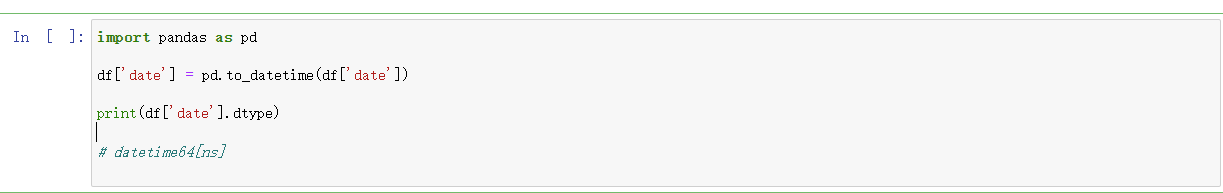 In [ ]: import pandas as pd
df['date'] = pd.to_datetime(df['date'])
print(df['date'].dtype)
# datetime64[ns]